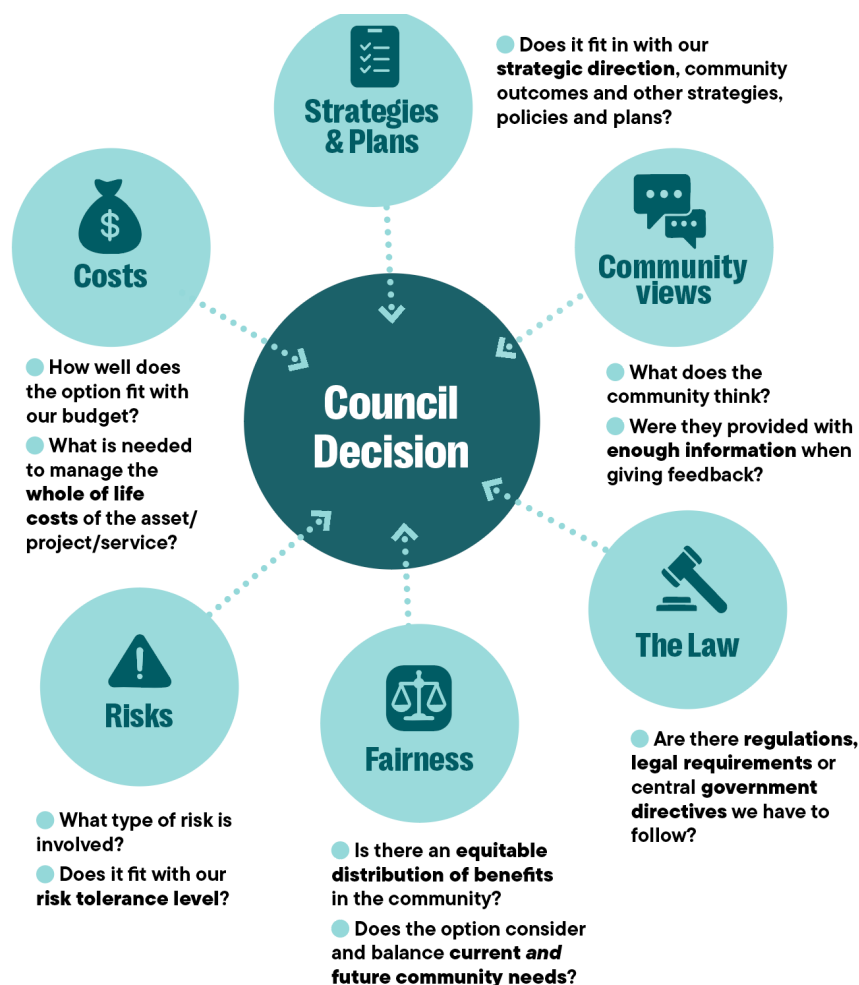 Strategies
& Plans
Does it fit in with our
strategic direction, community
outcomes and other strategies,
policies and plans?
Costs
How well does
the option fit with
our budget?
What is needed
to manage the
whole of life
costs of the asset/
project/service?
Community
views
What does the
community think?
Were they provided with
enough information when
giving feedback?
Council
Decision
The Law
Are there regulations,
legal requirements or
central government
directives we have to
follow?
Risks
What type of risk is
involved?
Does it fit with our
risk tolerance level?
Fairness
Is there an equitable
distribution of benefits
in the community?
Does the option consider
and balance current and
future community needs?